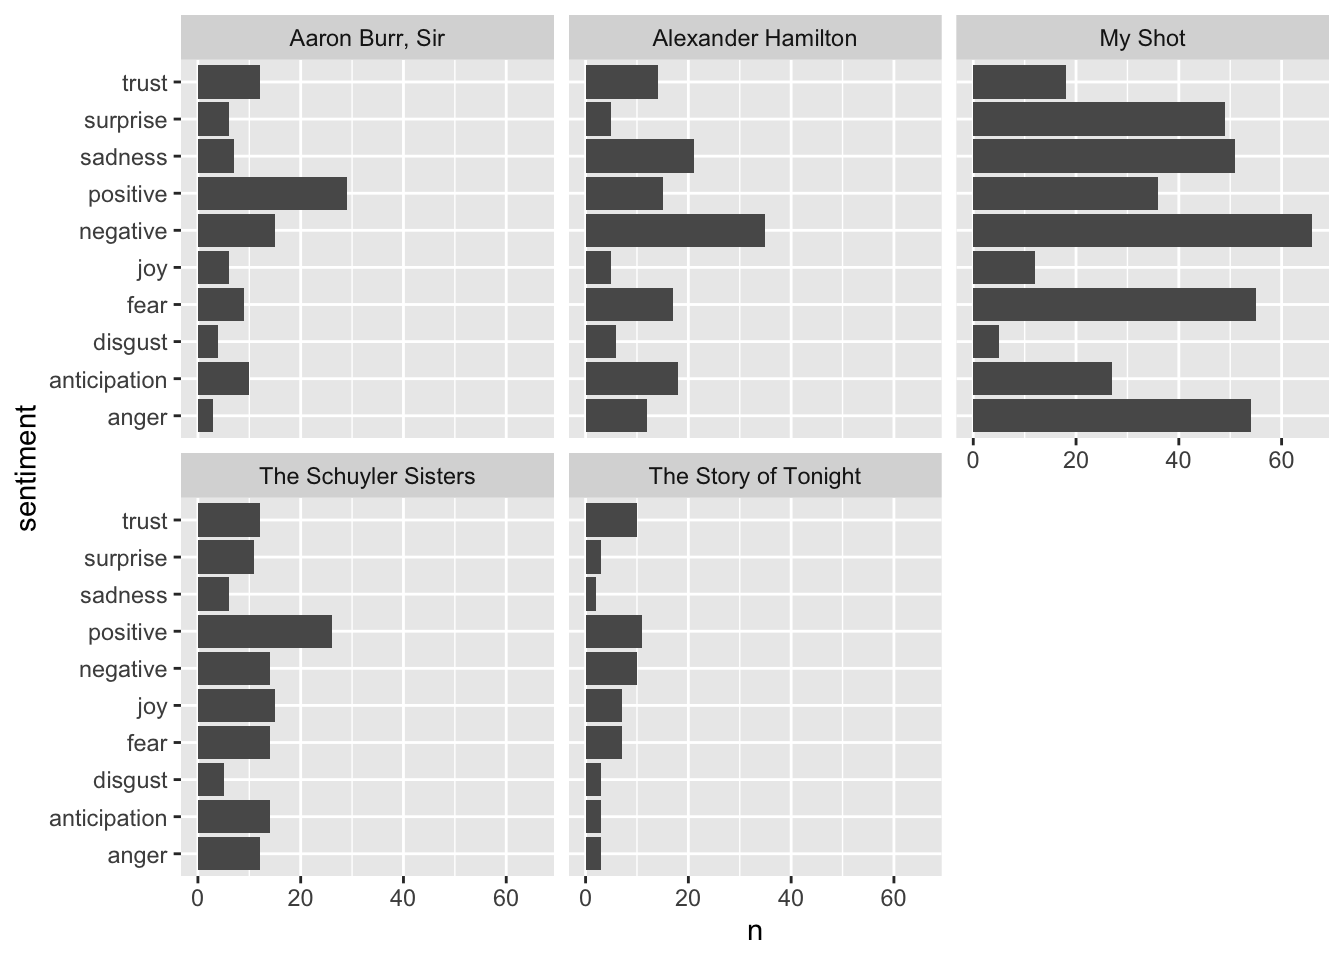 Aaron Burr, Sir
Alexander Hamilton
My Shot
trust
surprise
sadness
positive
negative
joy
fear
disgust
anticipation
anger
0 20 40 60
The Schuyler Sisters
The Story of Tonight
trust
surprise
sadness
positive
negative
joy
fear
disgust
anticipation
anger
0 20 40 60
0 20 40 60
sentiment
n